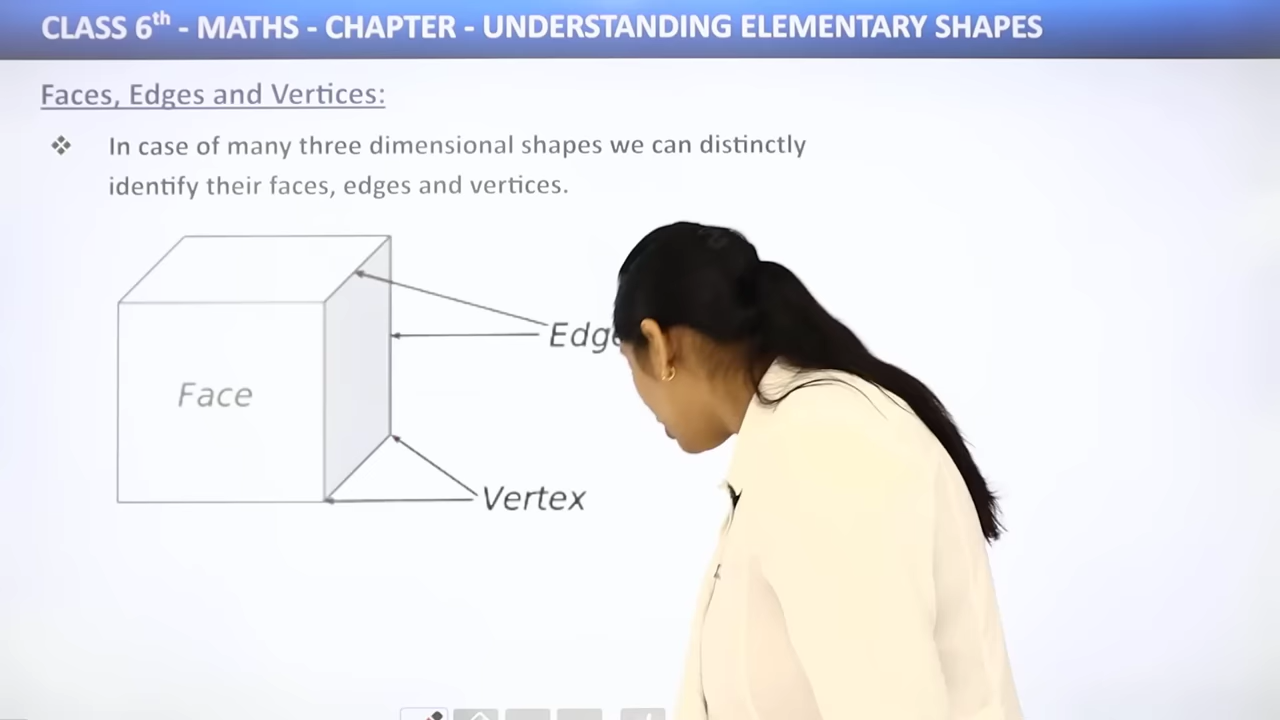 CLASS 6th - MATHS - CHAPTER - UNDERSTANDING ELEMENTARY SHAPES
Faces, Edges and Vertices:
❖ In case of many three dimensional shapes we can distinctly
identify their faces, edges and vertices.
Edge
Face
Vertex